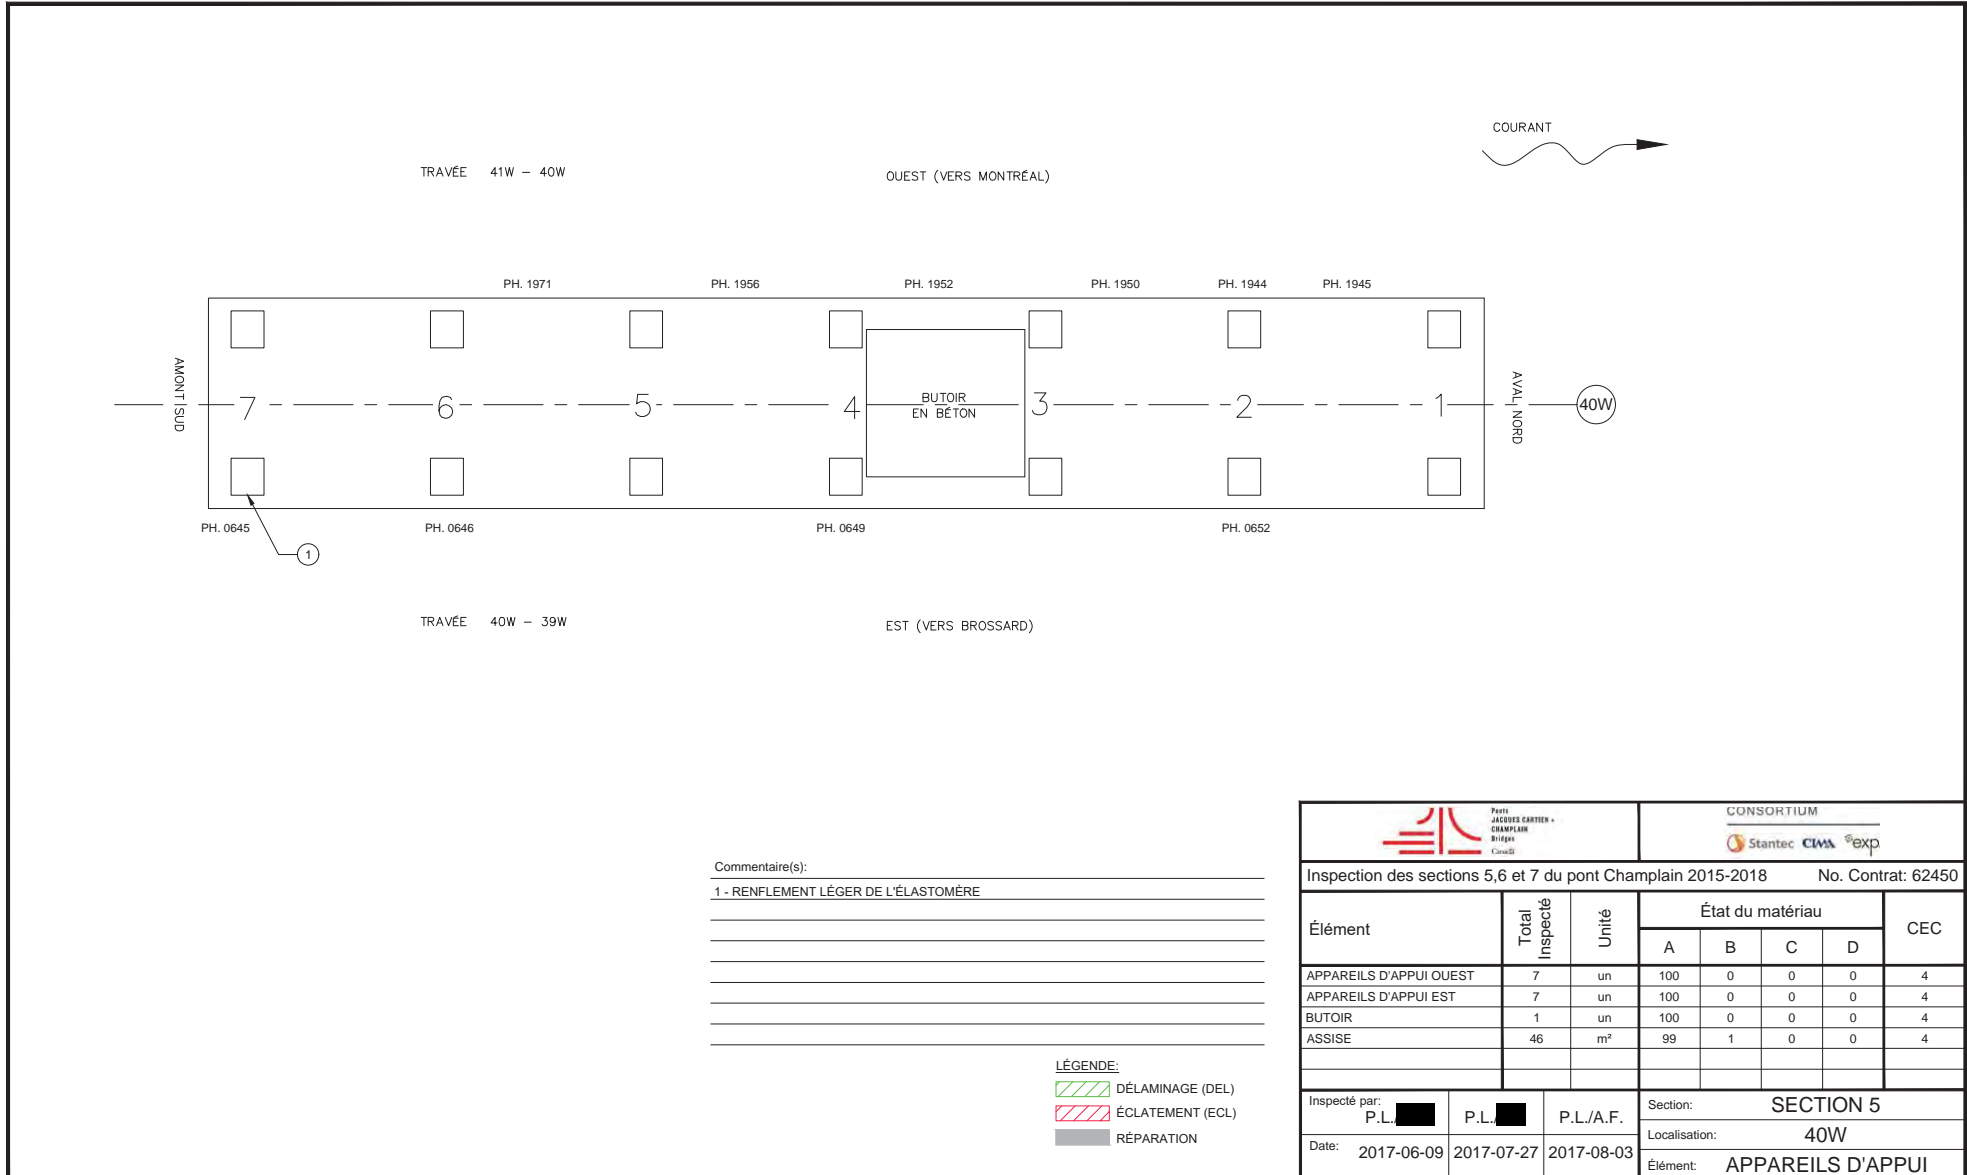 COURANT
TRAVÉE 41W – 40W
OUEST (VERS MONTRÉAL)
PH. 1971
PH. 1956
PH. 1952
PH. 1950
PH. 1944
PH. 1945
AMONT SUD
7
6
5
4
BUTOIR
EN BÉTON
3
2
1
AVAL NORD
40W
PH. 0645
PH. 0646
PH. 0649
PH. 0652
1
TRAVÉE 40W – 39W
EST (VERS BROSSARD)
Commentaire(s):
1 - RENFLEMENT LÉGER DE L'ÉLASTOMÈRE
LÉGENDE:
DÉLAMINAGE (DEL)
ÉCLATEMENT (ECL)
RÉPARATION
Ponts
JACQUES CARTIER +
CHAMPLAIN
Bridges
Canada
CONSORTIUM
Stantec CIMA exp
Inspection des sections 5,6 et 7 du pont Champlain 2015-2018 No. Contrat: 62450
Élément Total Inspecté Unité État du matériau CEC
A B C D
APPAREILS D'APPUI OUEST 7 un 100 0 0 0 4
APPAREILS D'APPUI EST 7 un 100 0 0 0 4
BUTOIR 1 un 100 0 0 0 4
ASSISE 46 m² 99 1 0 0 4
Inspecté par: P.L./ P.L./ P.L./A.F.
Section: SECTION 5
Localisation: 40W
Date: 2017-06-09 2017-07-27 2017-08-03
Élément: APPAREILS D'APPUI